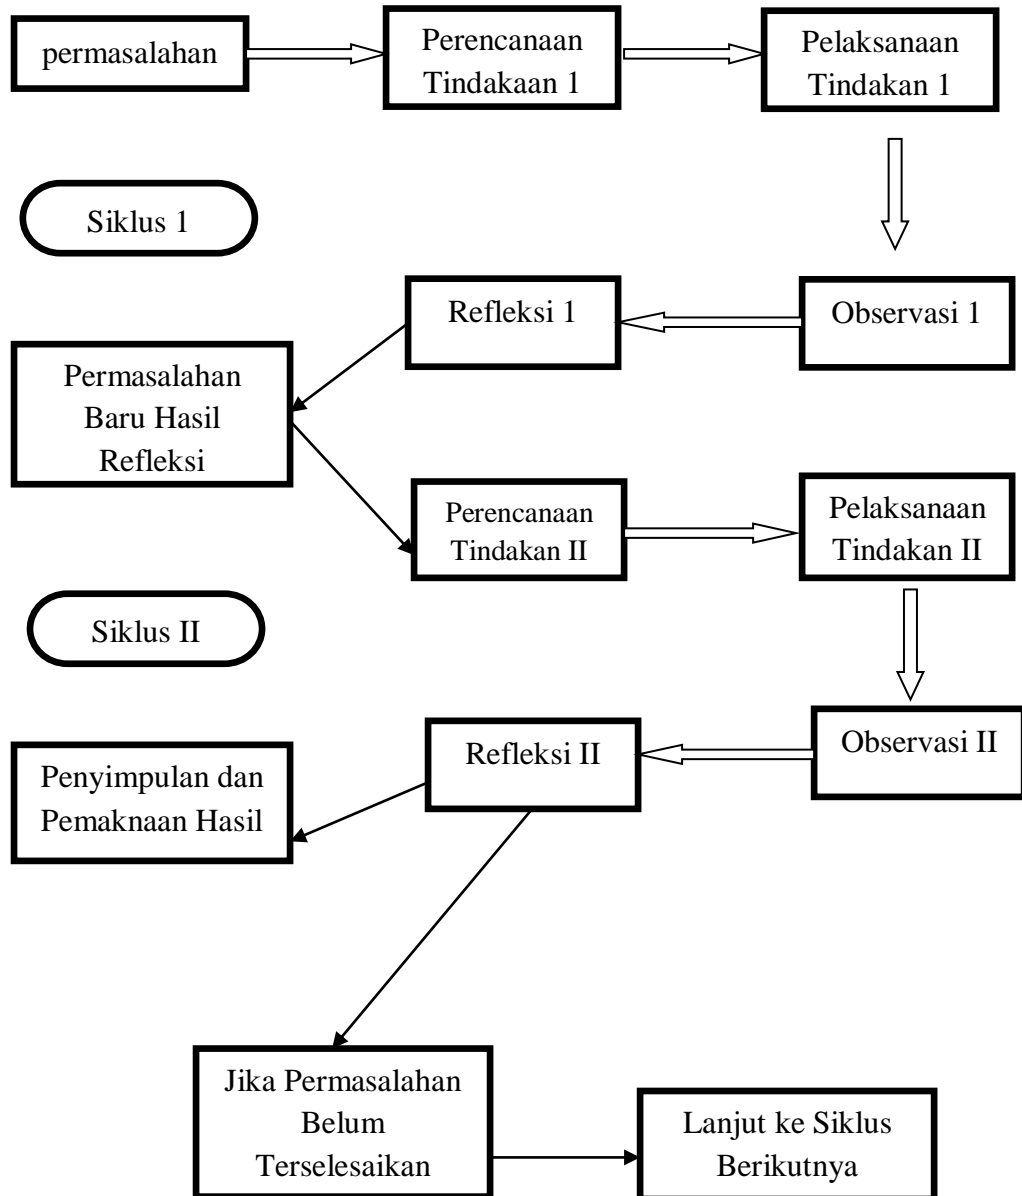 permasalahan
Perencanaan
Tindakaan 1
Pelaksanaan
Tindakan 1
Siklus 1
Refleksi 1
Observasi 1
Permasalahan
Baru Hasil
Refleksi
Perencanaan
Tindakan II
Pelaksanaan
Tindakan II
Siklus II
Refleksi II
Observasi II
Penyimpulan dan
Pemaknaan Hasil
Jika Permasalahan
Belum
Terselesaikan
Lanjut ke Siklus
Berikutnya